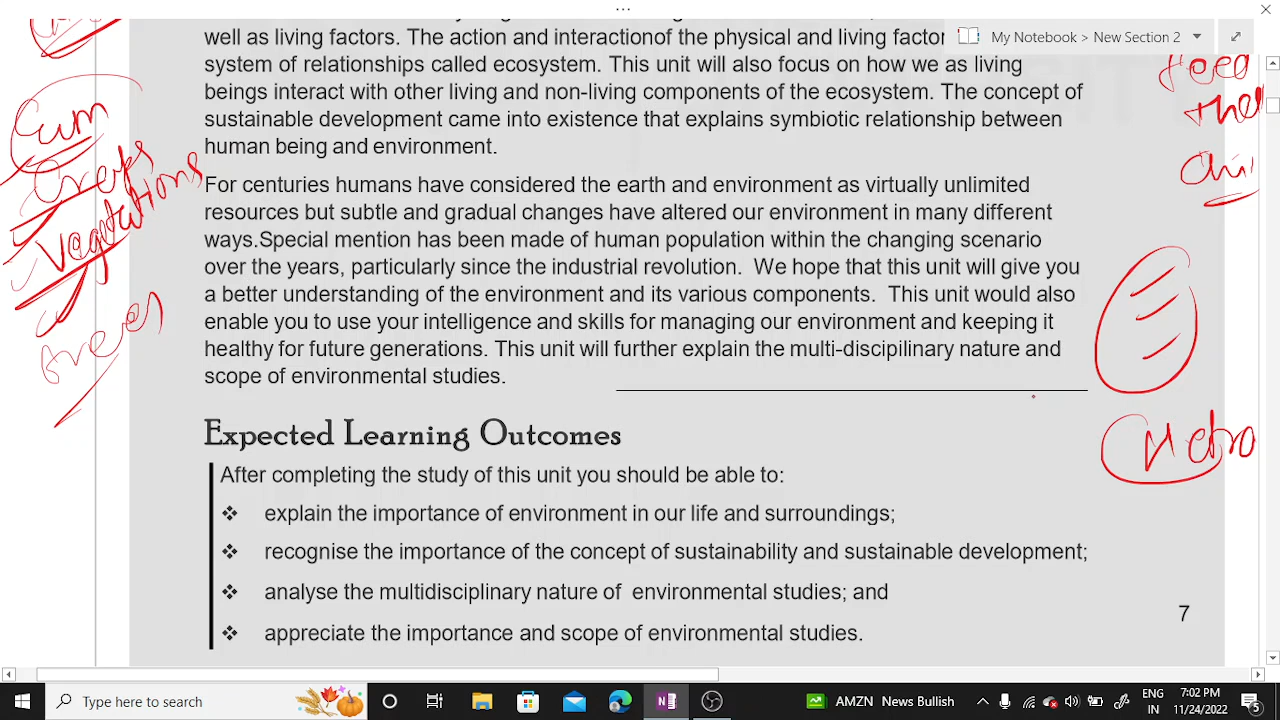 ...
My Notebook > New Section 2
well as living factors. The action and interactionof the physical and living factor
system of relationships called ecosystem. This unit will also focus on how we as living
beings interact with other living and non-living components of the ecosystem. The concept of
sustainable development came into existence that explains symbiotic relationship between
human being and environment.
For centuries humans have considered the earth and environment as virtually unlimited
resources but subtle and gradual changes have altered our environment in many different
ways.Special mention has been made of human population within the changing scenario
over the years, particularly since the industrial revolution. We hope that this unit will give you
a better understanding of the environment and its various components. This unit would also
enable you to use your intelligence and skills for managing our environment and keeping it
healthy for future generations. This unit will further explain the multi-discipilinary nature and
scope of environmental studies.
Crops
Vegetations
feed
the
Metro
Expected Learning Outcomes
After completing the study of this unit you should be able to:
❖ explain the importance of environment in our life and surroundings;
❖ recognise the importance of the concept of sustainability and sustainable development;
❖ analyse the multidisciplinary nature of environmental studies; and
❖ appreciate the importance and scope of environmental studies.
7
Type here to search
AMZN News Bullish
ENG
IN
7:02 PM
11/24/2022
5